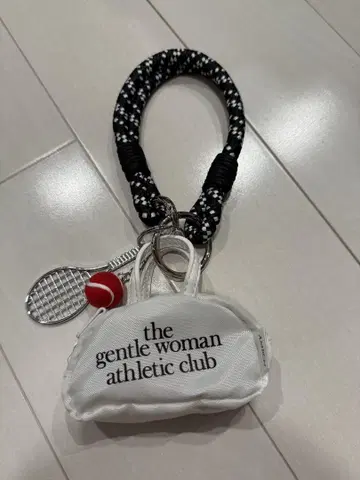 the
gentle woman
athletic club